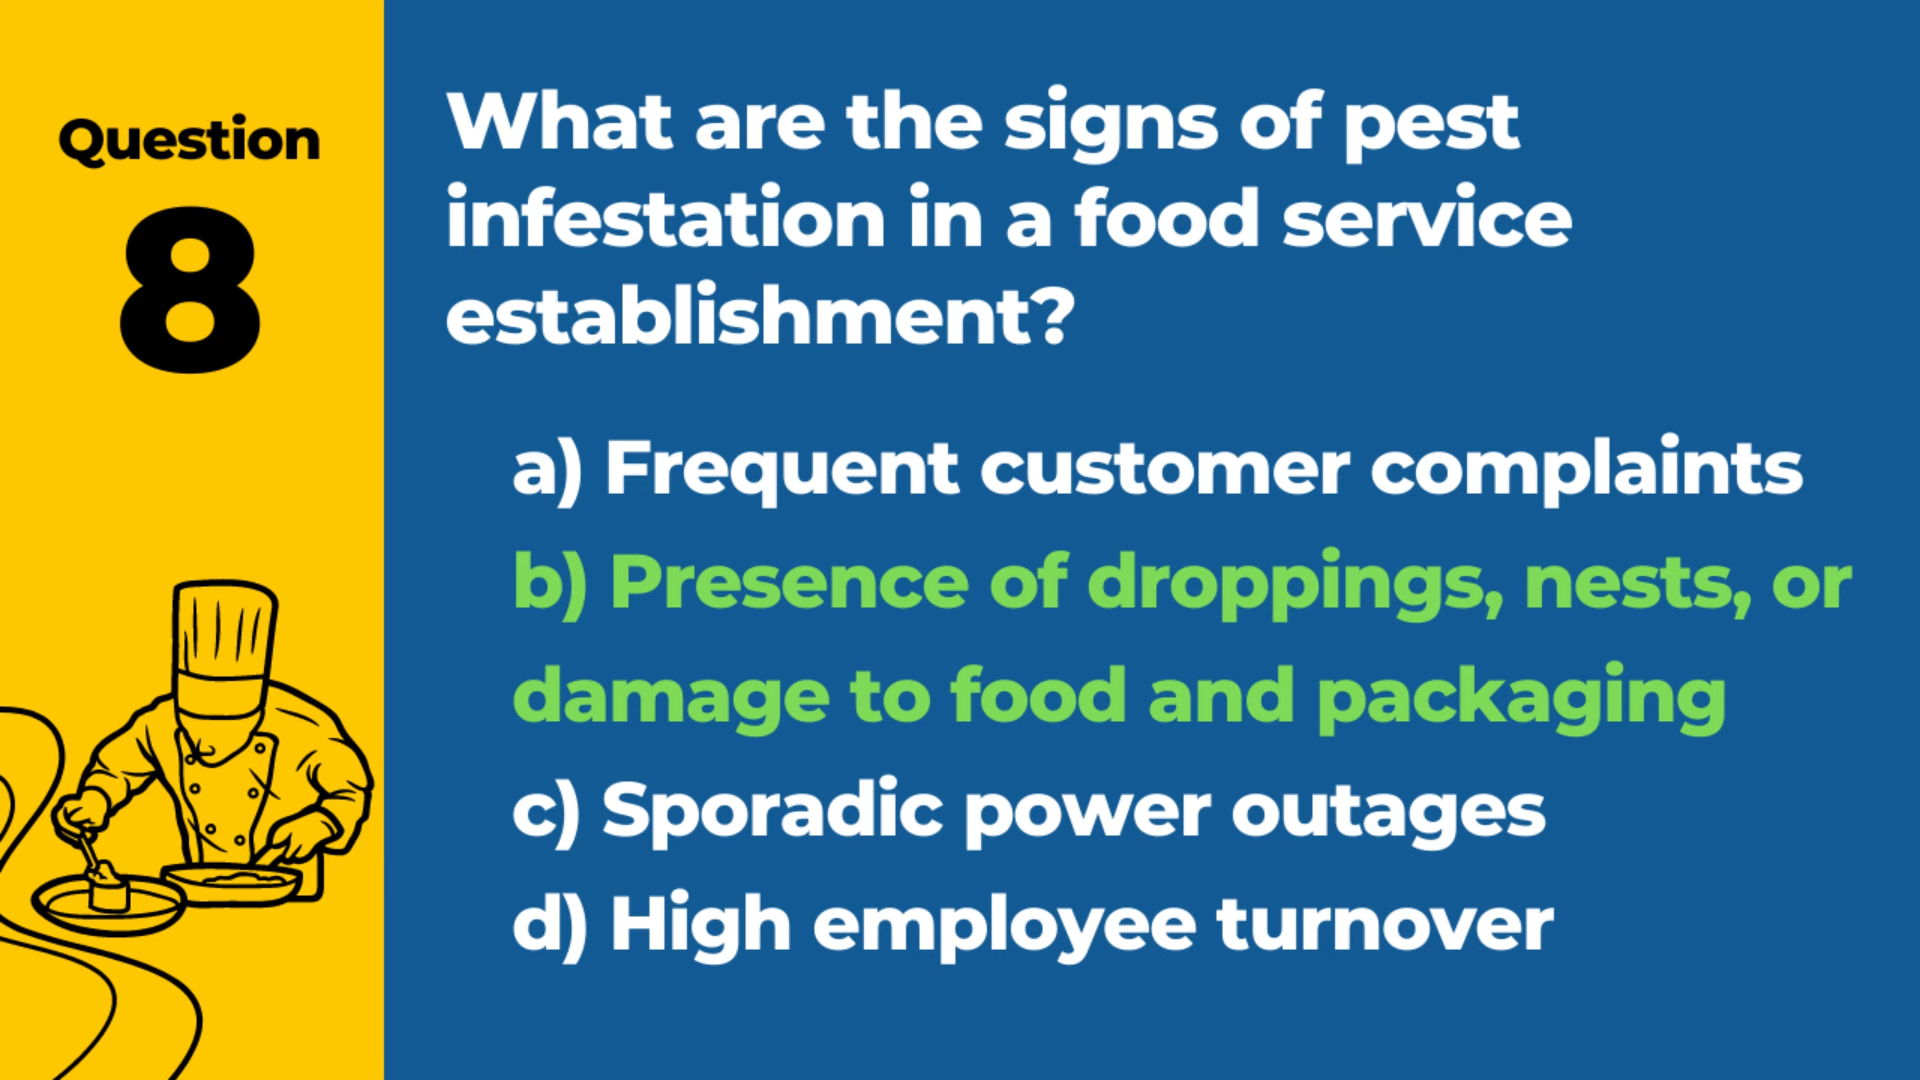 Question
8
What are the signs of pest
infestation in a food service
establishment?
a) Frequent customer complaints
b) Presence of droppings, nests, or
damage to food and packaging
c) Sporadic power outages
d) High employee turnover